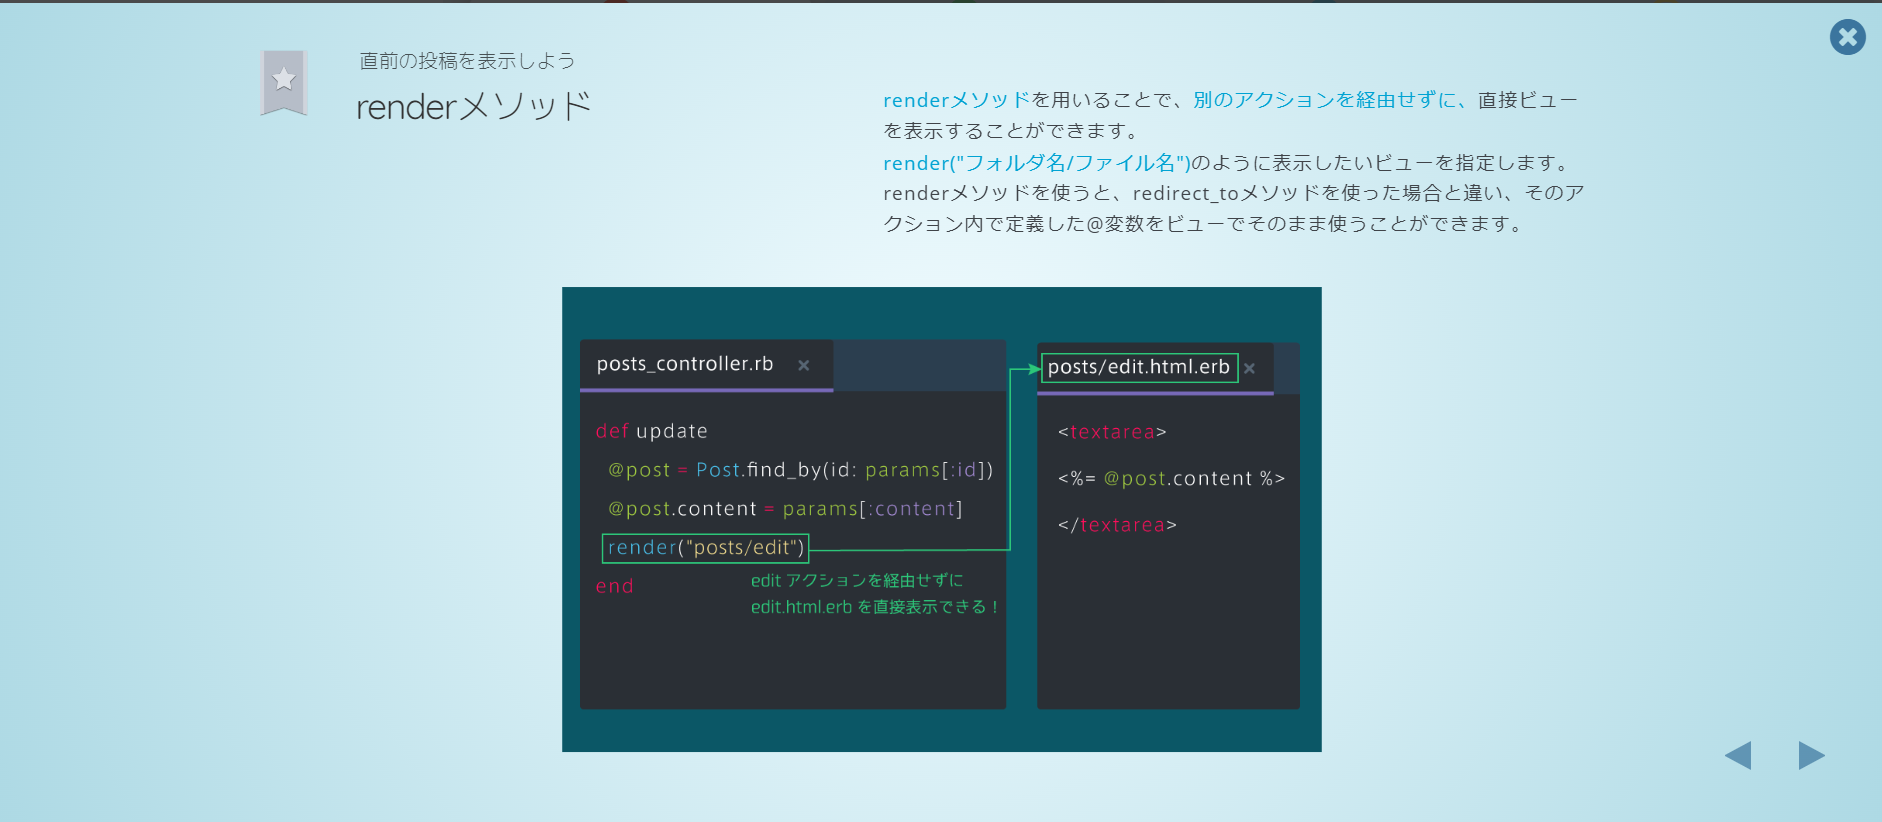 直前の投稿を表示しよう
renderメソッド
renderメソッドを用いることで、別のアクションを経由せずに、直接ビュー
を表示することができます。
render("フォルダ名/ファイル名")のように表示したいビューを指定します。
renderメソッドを使うと、redirect_toメソッドを使った場合と違い、そのア
クション内で定義した@変数をビューでそのまま使うことができます。
posts_controller.rb ×
def update
@post = Post.find_by(id: params[:id])
@post.content = params[:content]
render("posts/edit")
end
edit アクションを経由せずに
edit.html.erb を直接表示できる！
posts/edit.html.erb ×
<textarea>
<%= @post.content %>
</textarea>